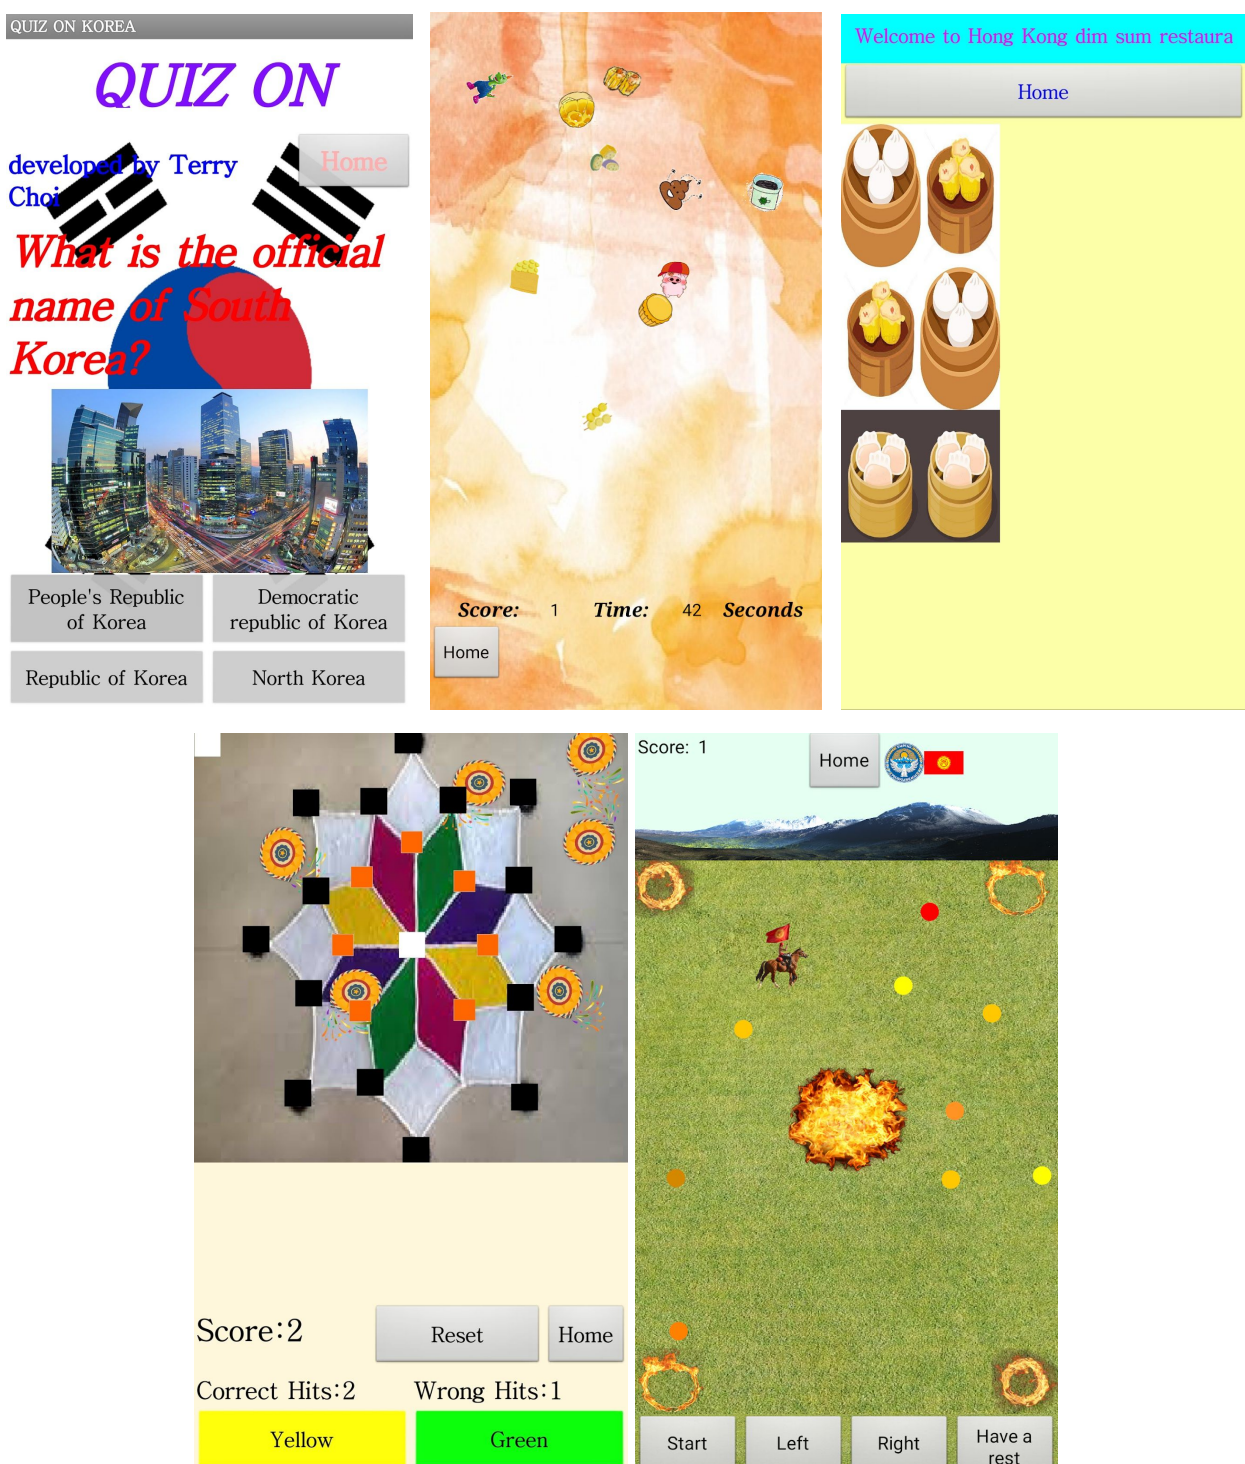 QUIZ ON KOREA
QUIZ ON
developed by Terry
Choi
Home
What is the official
name of South
Korea?
People's Republic
of Korea
Democratic
republic of Korea
Republic of Korea
North Korea
Score: 1 Time: 42 Seconds
Home
Welcome to Hong Kong dim sum restaura
Home
Score:2
Reset
Home
Correct Hits:2
Wrong Hits:1
Yellow
Green
Score: 1
Home
Start
Left
Right
Have a
rest